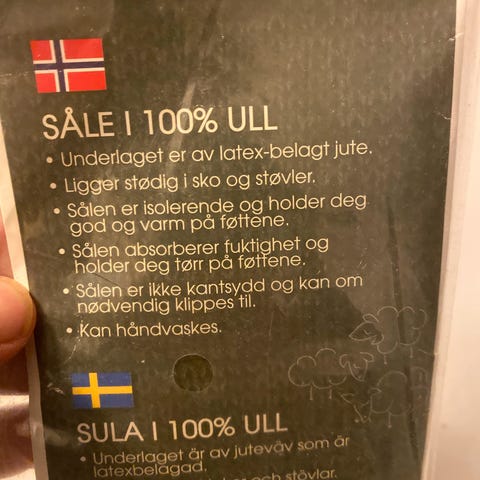 SÅLE I 100% ULL
• Underlaget er av latex-belagt jute.
• Ligger stødig i sko og støvler.
• Sålen er isolerende og holder deg
god og varm på føttene.
• Sålen absorberer fuktighet og
holder deg tørr på føttene.
• Sålen er ikke kantsydd og kan om
nødvendig klippes til.
• Kan håndvaskes.
SULA I 100% ULL
• Underlaget är av juteväv som är
latexbelagad.
och stövlar.